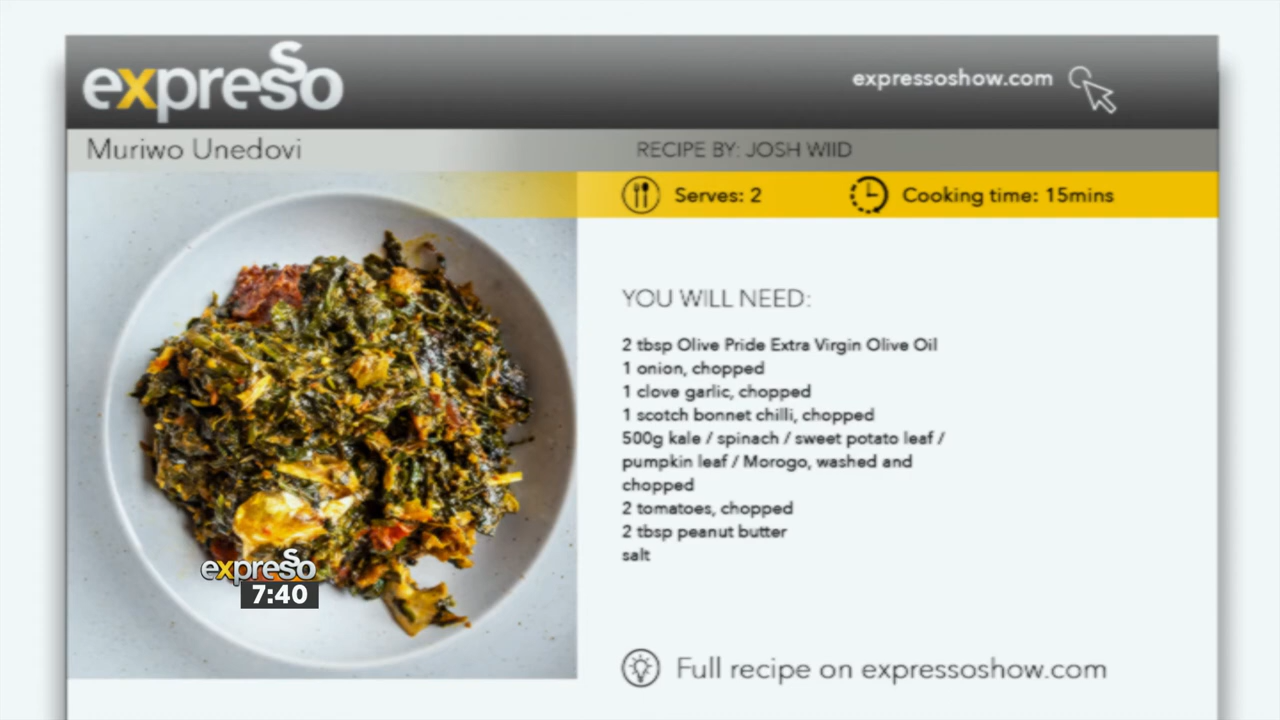 expresso
expressoshow.com
Muriwo Unedovi
RECIPE BY: JOSH WIID
Serves: 2
Cooking time: 15mins
YOU WILL NEED:
2 tbsp Olive Pride Extra Virgin Olive Oil
1 onion, chopped
1 clove garlic, chopped
1 scotch bonnet chilli, chopped
500g kale / spinach / sweet potato leaf /
pumpkin leaf / Morogo, washed and
chopped
2 tomatoes, chopped
2 tbsp peanut butter
salt
expresso
7:40
Full recipe on expressoshow.com